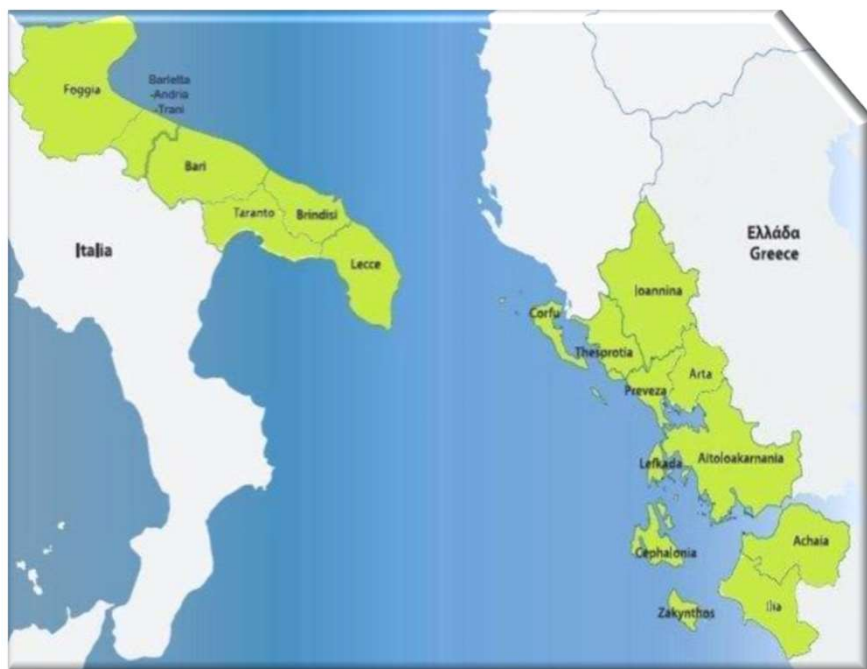 Foggia
Barletta
-Andria
-Trani
Bari
Taranto
Brindisi
Lecce
Italia
Ελλάδα
Greece
Ioannina
Corfu
Thesprotia
Arta
Preveza
Lefkada
Aitoloakarnania
Cephalonia
Achaia
Zakynthos
Ilia